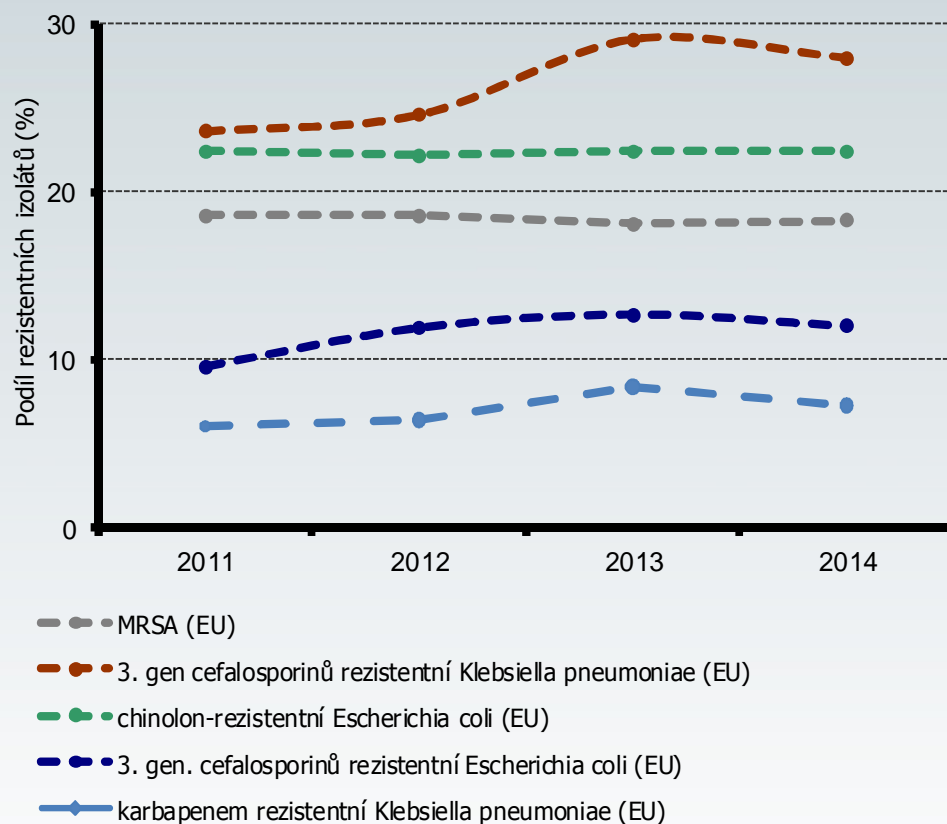 Podíl rezistentních izolátů (%)
30
20
10
0
2011 2012 2013 2014
MRSA (EU)
3. gen cefalosporinů rezistentní Klebsiella pneumoniae (EU)
chinolon-rezistentní Escherichia coli (EU)
3. gen. cefalosporinů rezistentní Escherichia coli (EU)
karbapenem rezistentní Klebsiella pneumoniae (EU)